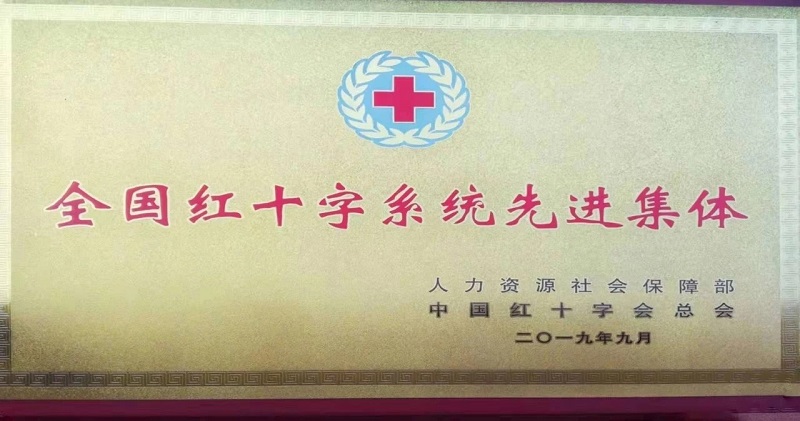 全国红十字系统先进集体
人力资源社会保障部
中国红十字会总会
二〇一九年九月